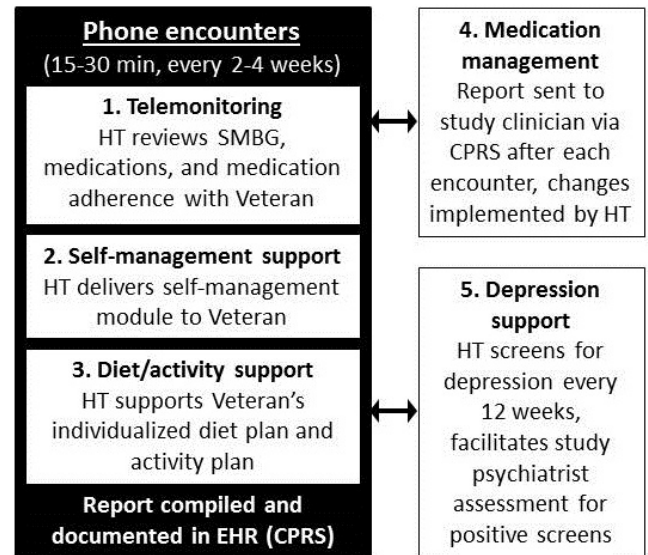 Phone encounters
(15-30 min, every 2-4 weeks)
1. Telemonitoring
HT reviews SMBG,
medications, and medication
adherence with Veteran
2. Self-management support
HT delivers self-management
module to Veteran
3. Diet/activity support
HT supports Veteran’s
individualized diet plan and
activity plan
Report compiled and
documented in EHR (CPRS)
4. Medication
management
Report sent to
study clinician via
CPRS after each
encounter, changes
implemented by HT
5. Depression
support
HT screens for
depression every
12 weeks,
facilitates study
psychiatrist
assessment for
positive screens